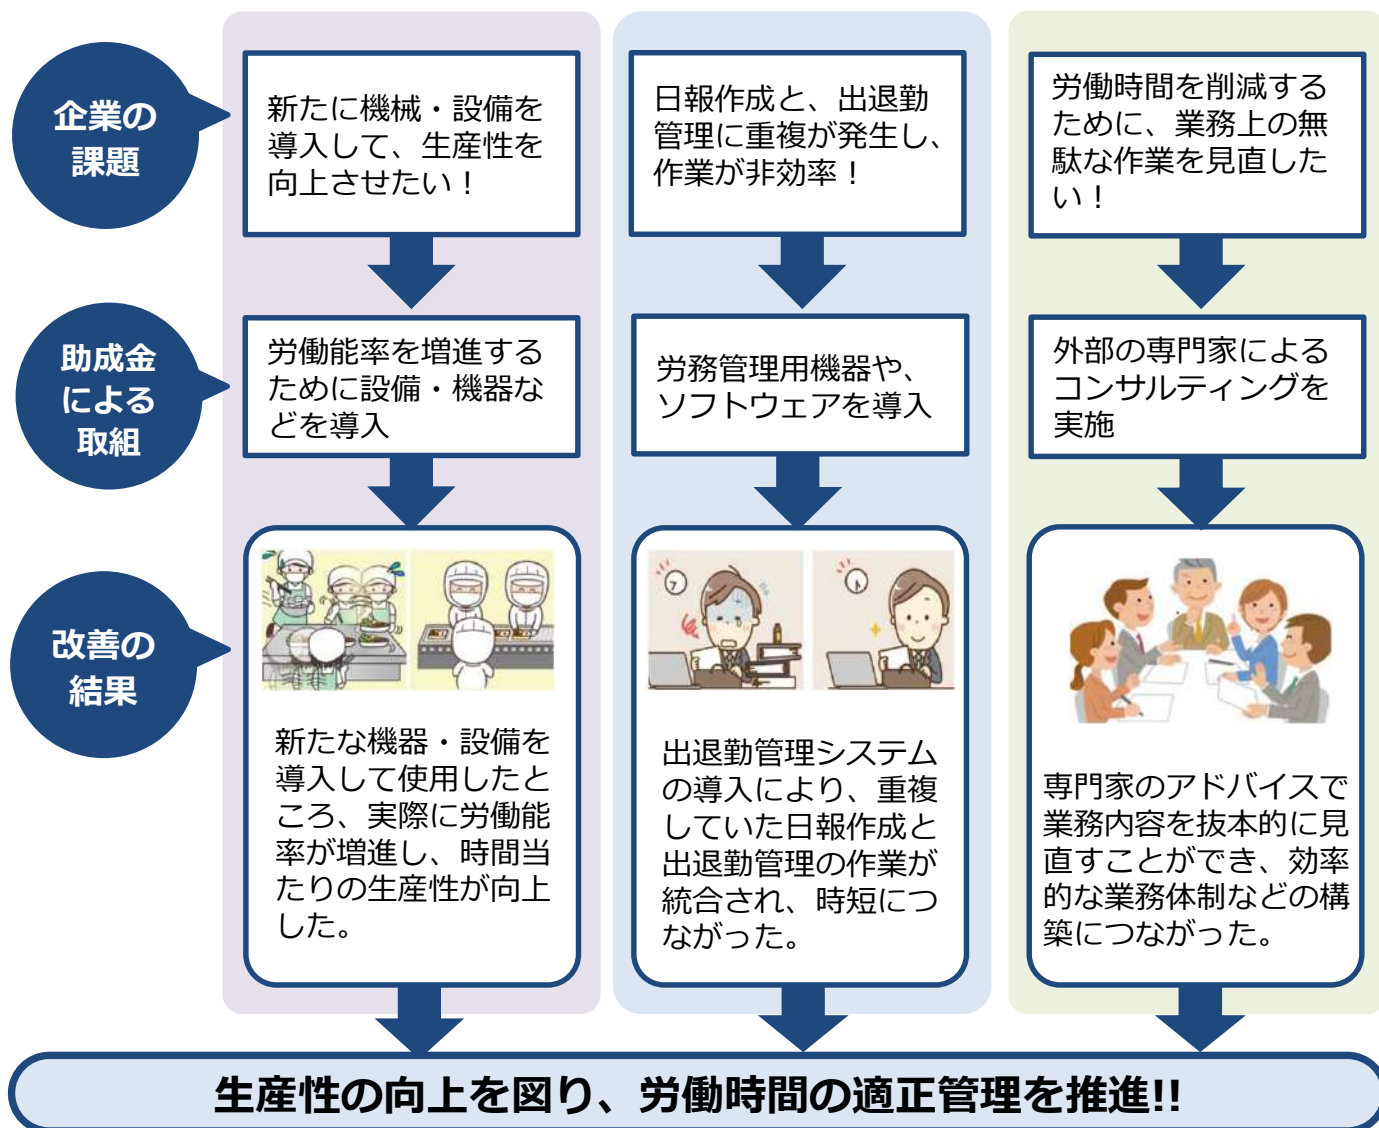 企業の
課題
新たに機械・設備を
導入して、生産性を
向上させたい！
日報作成と、出退勤
管理に重複が発生し、
作業が非効率！
労働時間を削減する
ために、業務上の無
駄な作業を見直した
い！
助成金
による
取組
労働能率を増進する
ために設備・機器な
どを導入
労務管理用機器や、
ソフトウェアを導入
外部の専門家による
コンサルティングを
実施
改善の
結果
新たな機器・設備を
導入して使用したと
ころ、実際に労働能
率が増進し、時間当
たりの生産性が向上
した。
出退勤管理システム
の導入により、重複
していた日報作成と
出退勤管理の作業が
統合され、時短につ
ながった。
専門家のアドバイスで
業務内容を抜本的に見
直すことができ、効率
的な業務体制などの構
築につながった。
生産性の向上を図り、労働時間の適正管理を推進!!